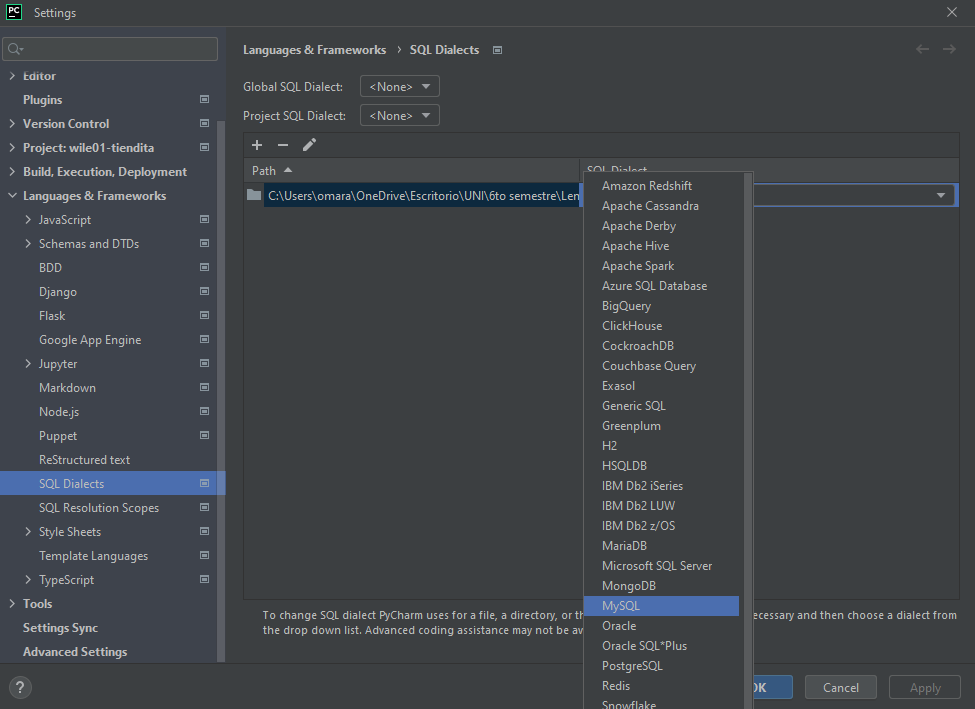 PC
Settings
Editor
Plugins
Version Control
Project: wile01-tiendita
Build, Execution, Deployment
Languages & Frameworks
JavaScript
Schemas and DTDs
BDD
Django
Flask
Google App Engine
Jupyter
Markdown
Node.js
Puppet
ReStructured text
SQL Dialects
SQL Resolution Scopes
Style Sheets
Template Languages
TypeScript
Tools
Settings Sync
Advanced Settings
?
Languages & Frameworks › SQL Dialects
Global SQL Dialect: <None>
Project SQL Dialect: <None>
Path SQL Dialect
C:\Users\omara\OneDrive\Escritorio\UNI\6to semestre\Len
Amazon Redshift
Apache Cassandra
Apache Derby
Apache Hive
Apache Spark
Azure SQL Database
BigQuery
ClickHouse
CockroachDB
Couchbase Query
Exasol
Generic SQL
Greenplum
H2
HSQLDB
IBM Db2 iSeries
IBM Db2 LUW
IBM Db2 z/OS
MariaDB
Microsoft SQL Server
MongoDB
MySQL
Oracle
Oracle SQL*Plus
PostgreSQL
Redis
Snowflake
To change SQL dialect PyCharm uses for a file, a directory, or th ecessary and then choose a dialect from
the drop down list. Advanced coding assistance may not be av
OK Cancel Apply